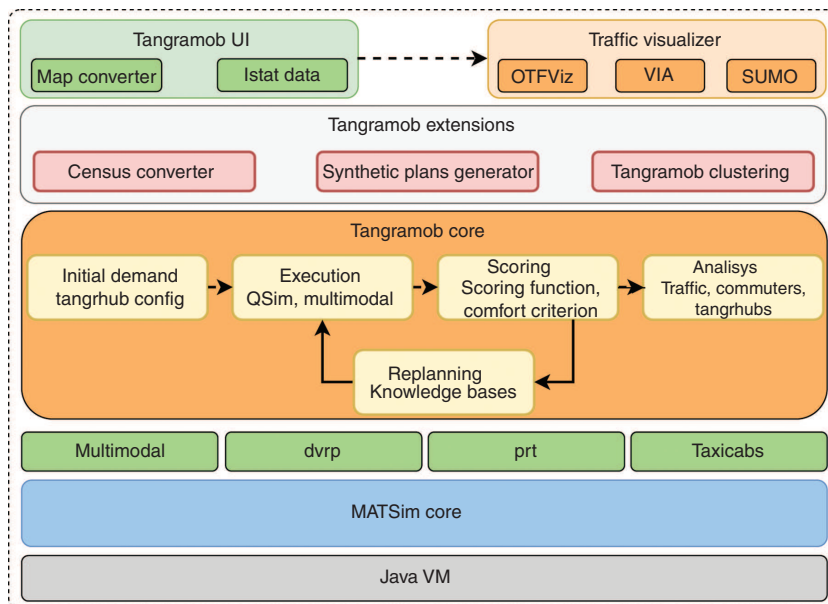 Tangramob UI
Map converter
Istat data
Traffic visualizer
OTFViz
VIA
SUMO
Tangramob extensions
Census converter
Synthetic plans generator
Tangramob clustering
Tangramob core
Initial demand
tangrhub config
Execution
QSim, multimodal
Scoring
Scoring function,
comfort criterion
Analisys
Traffic, commuters,
tangrhubs
Replanning
Knowledge bases
Multimodal
dvrp
prt
Taxicabs
MATSim core
Java VM